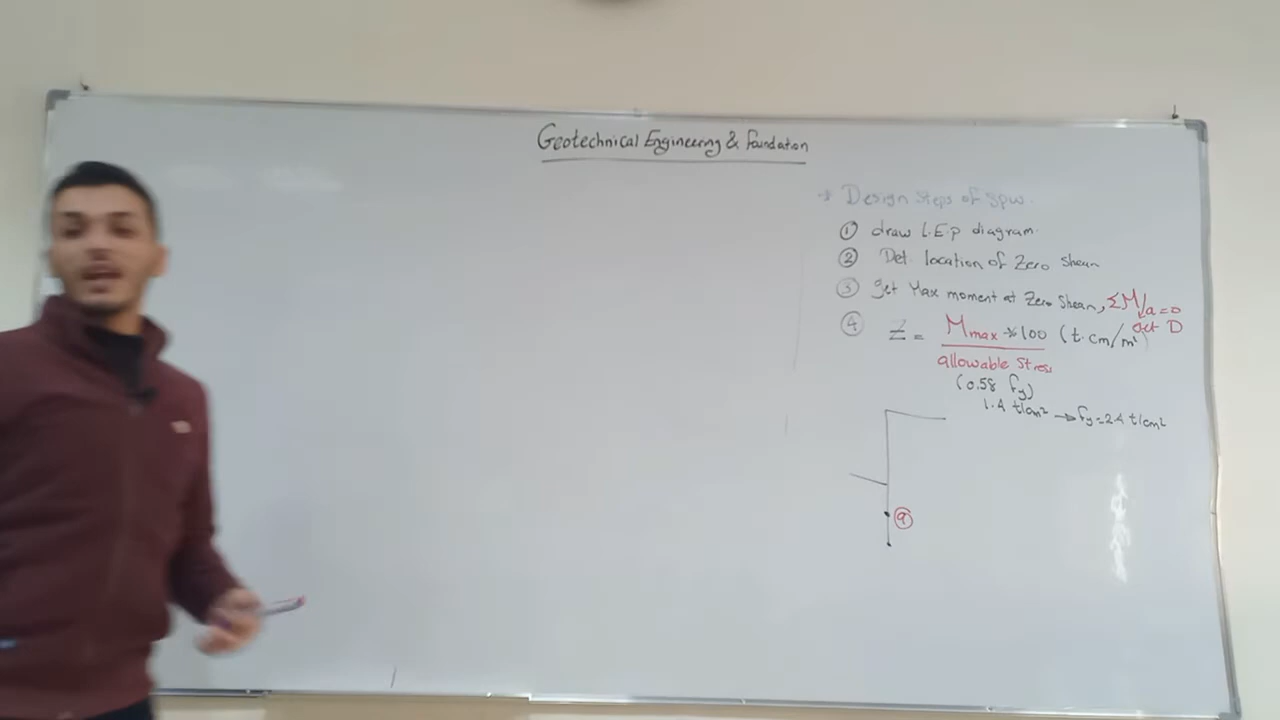 Geotechnical Engineering & Foundation
→ Design Steps of SPW.
① draw L.E.P diagram.
② Det. location of Zero Shear
③ get Max moment at Zero Shear, ΣM/a=0
get D
④ Z = Mmax*100 (t.cm/m')
allowable Stress
(0.58 fy)
1.4 t/cm² → fy=2.4 t/cm²
ⓐ